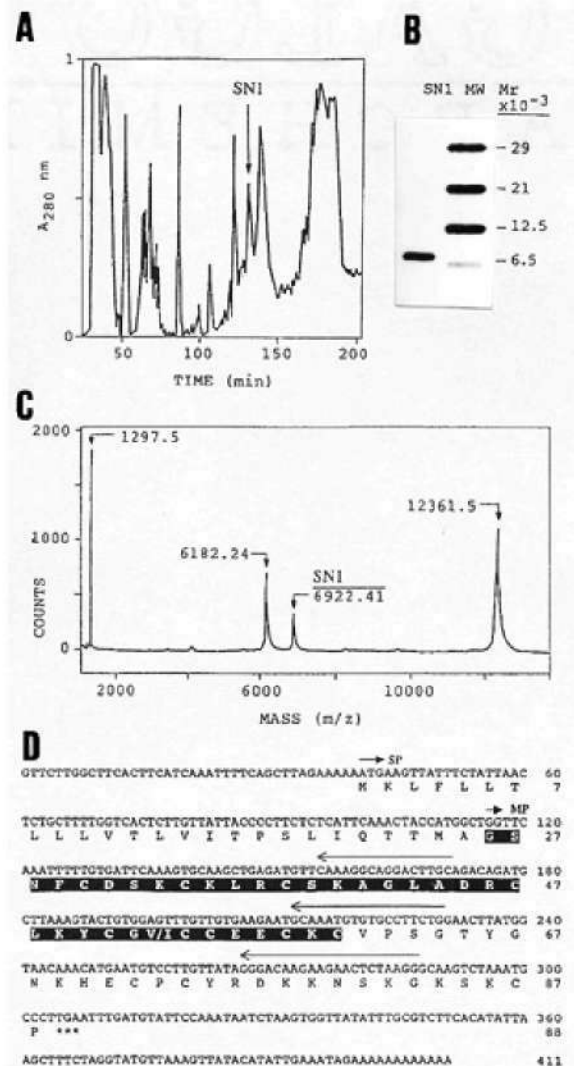 A
B
1
SN1
A280 nm
0
50
100
150
200
TIME (min)
SN1 MW Mr
x10⁻³
- 29
- 21
- 12.5
- 6.5
C
2000
1000
0
COUNTS
1297.5
6182.24
SN1
6922.41
12361.5
2000
6000
10000
MASS (m/z)
D
SP
GTTCTTGGCTTCACTTCATCAAATTTTCAGCTTAGAAAAAATGAAGTTATTTCTATTAAC 60
M K L F L L T 7
MP
TCTGCTTTTGGTCACTCTTGTTATTACCCCTTCTCTCATTCAAACTACCATGGCTGGTTC 120
L L L V T L V I T P S L I Q T T M A G S 27
AAATTTTTGTGATTCAAAGTGCAAGCTGAGATGTTCAAAGGCAGGACTTGCAGACAGATG 180
N F C D S K C K L R C S K A G L A D R C 47
CTTAAAGTACTGTGGAGTTTGTTGTGAAGAATGCAAATGTGTGCCTTCTGGAACTTATGG 240
L K Y C G V/I C C E E C K C V P S G T Y G 67
TAACAAACATGAATGTCCTTGTTATAGGGACAAGAAGAACTCTAAGGGCAAGTCTAAATG 300
N K H E C P C Y R D K K N S K G K S K C 87
CCCTTGAATTTGATGTATTCCAAATAATCTAAGTGGTTATATTTGCGTCTTCACATATTA 360
P *** 88
AGCTTTCTAGGTATGTTAAAGTTATACATATTGAAATAGAAAAAAAAAAAA 411